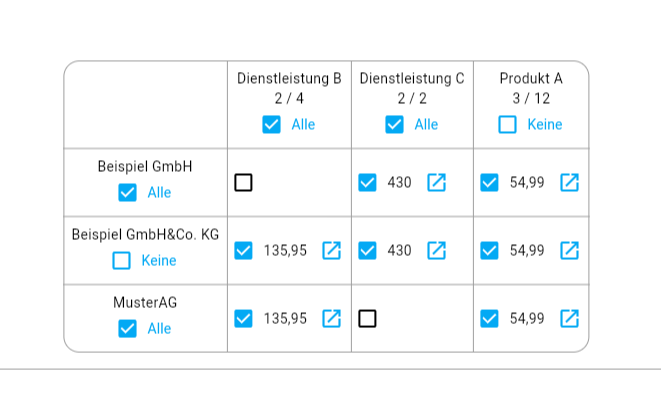 Dienstleistung B
2 / 4
Alle
Dienstleistung C
2 / 2
Alle
Produkt A
3 / 12
Keine
Beispiel GmbH
Alle
430
54,99
Beispiel GmbH&Co. KG
Keine
135,95
430
54,99
MusterAG
Alle
135,95
54,99